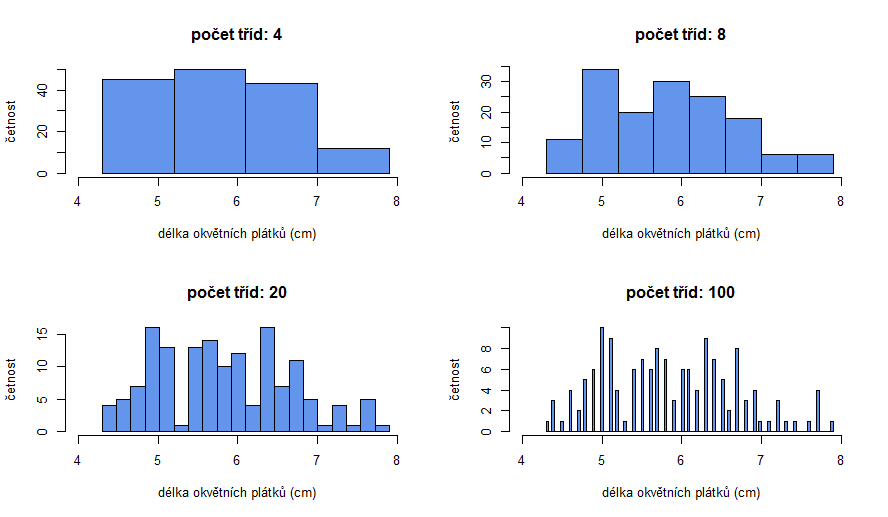 počet tříd: 4
četnost
0 20 40
4 5 6 7 8
délka okvětních plátků (cm)
počet tříd: 8
četnost
0 10 20 30
4 5 6 7 8
délka okvětních plátků (cm)
počet tříd: 20
četnost
0 5 10 15
4 5 6 7 8
délka okvětních plátků (cm)
počet tříd: 100
četnost
0 2 4 6 8
4 5 6 7 8
délka okvětních plátků (cm)